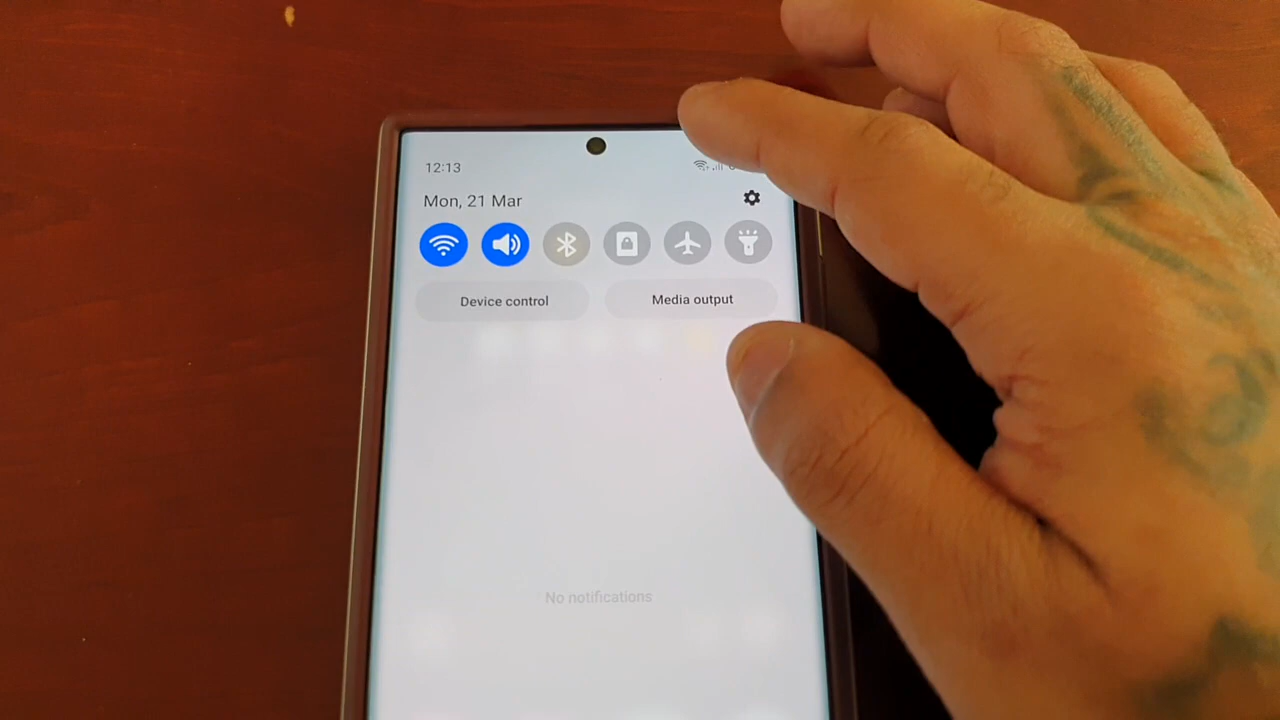 12:13
Mon, 21 Mar
Device control
Media output
No notifications